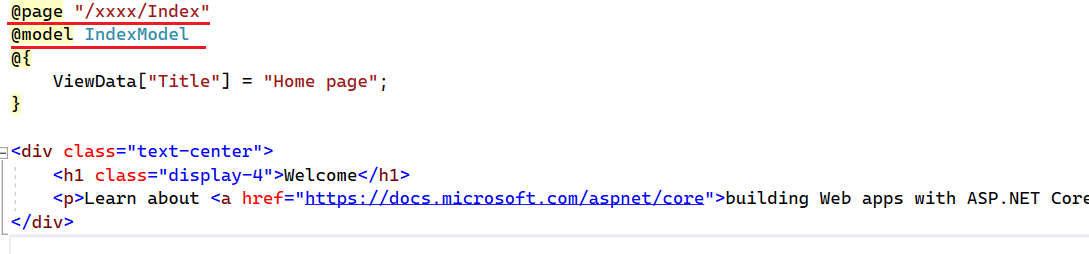 @page "/xxxx/Index"
@model IndexModel
@{
    ViewData["Title"] = "Home page";
}
<div class="text-center">
    <h1 class="display-4">Welcome</h1>
    <p>Learn about <a href="https://docs.microsoft.com/aspnet/core">building Web apps with ASP.NET Core
</div>